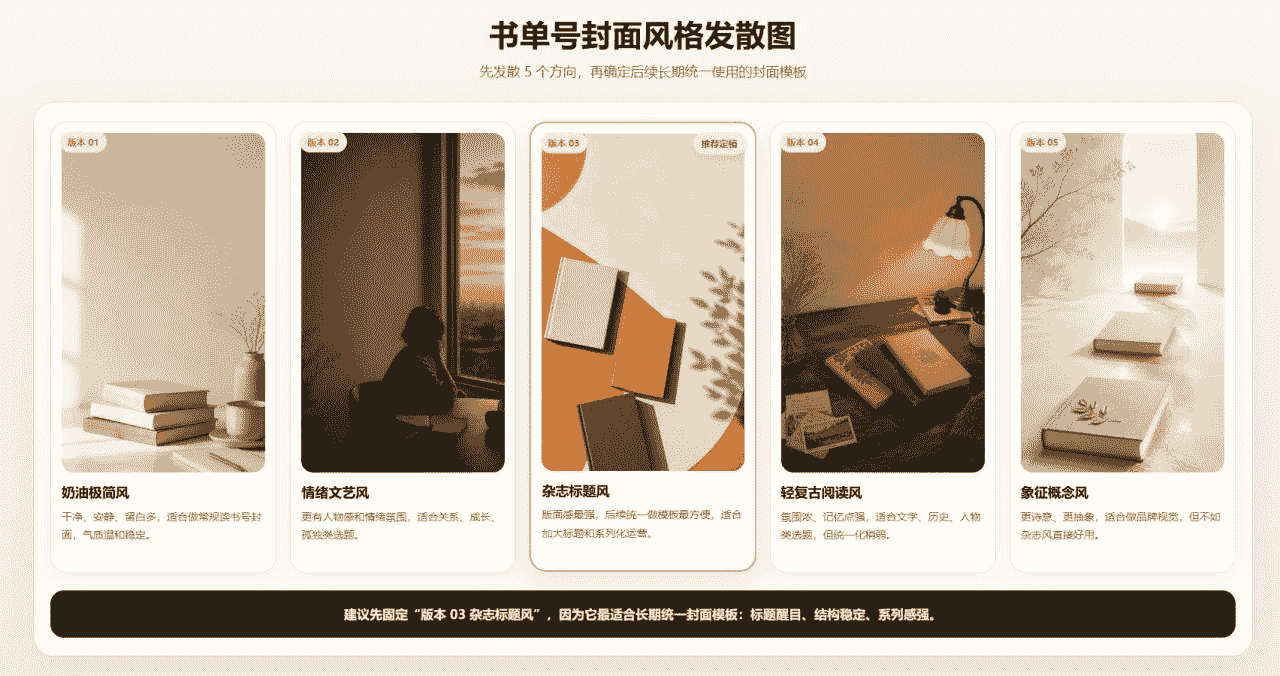 书单号封面风格发散图
先发散 5 个方向，再确定后续长期统一使用的封面模板
版本 01
奶油极简风
干净、安静、留白多，适合做常规读书号封
面，气质温和稳定。
版本 02
情绪文艺风
更有人物感和情绪氛围，适合关系、成长、
孤独类选题。
版本 03
推荐定稿
杂志标题风
版面感最强，后续统一做模板最方便，适合
加大标题和系列化运营。
版本 04
轻复古阅读风
氛围浓、记忆点强，适合文学、历史、人物
类选题，但统一化稍弱。
版本 05
象征概念风
更诗意、更抽象，适合做品牌视觉，但不如
杂志风直接好用。
建议先固定“版本 03 杂志标题风”，因为它最适合长期统一封面模板：标题醒目、结构稳定、系列感强。